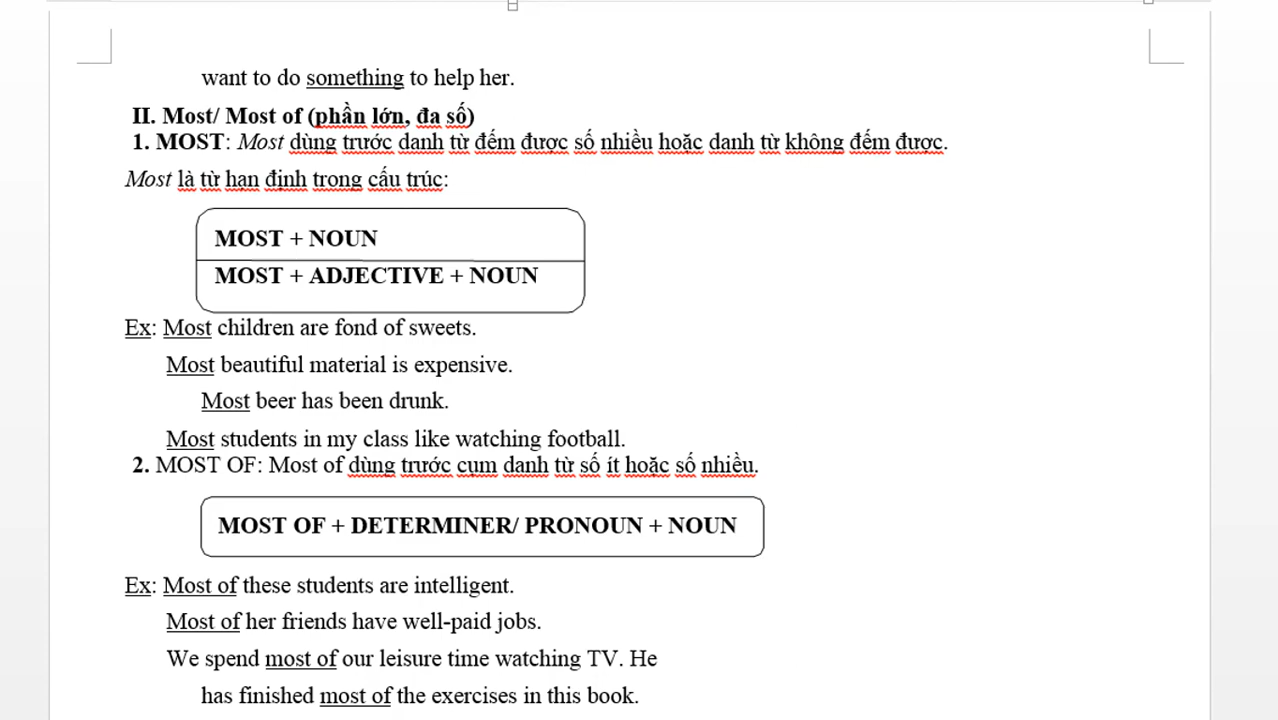 want to do something to help her.
II. Most/ Most of (phần lớn, đa số)
1. MOST: Most dùng trước danh từ đếm được số nhiều hoặc danh từ không đếm được.
Most là từ hạn định trong cấu trúc:
MOST + NOUN
MOST + ADJECTIVE + NOUN
Ex: Most children are fond of sweets.
Most beautiful material is expensive.
Most beer has been drunk.
Most students in my class like watching football.
2. MOST OF: Most of dùng trước cụm danh từ số ít hoặc số nhiều.
MOST OF + DETERMINER/ PRONOUN + NOUN
Ex: Most of these students are intelligent.
Most of her friends have well-paid jobs.
We spend most of our leisure time watching TV. He
has finished most of the exercises in this book.